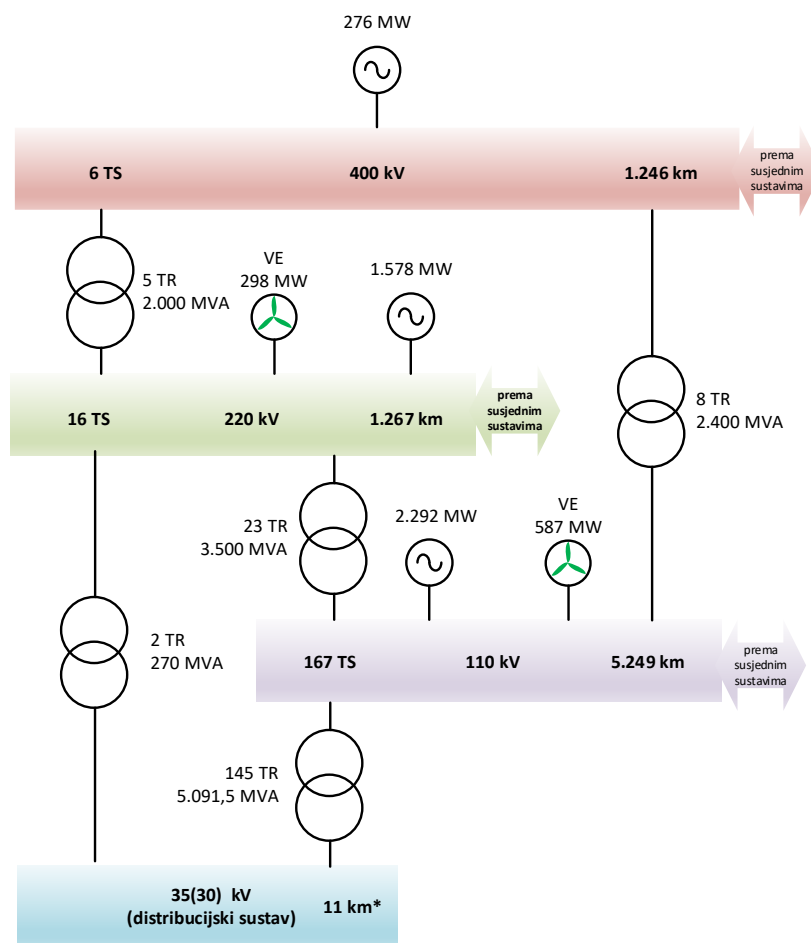 276 MW
6 TS 400 kV 1.246 km
prema
susjednim
sustavima
5 TR
2.000 MVA
VE
298 MW
1.578 MW
16 TS 220 kV 1.267 km
prema
susjednim
sustavima
8 TR
2.400 MVA
23 TR
3.500 MVA
2.292 MW
VE
587 MW
2 TR
270 MVA
167 TS 110 kV 5.249 km
prema
susjednim
sustavima
145 TR
5.091,5 MVA
35(30) kV
(distribucijski sustav) 11 km*